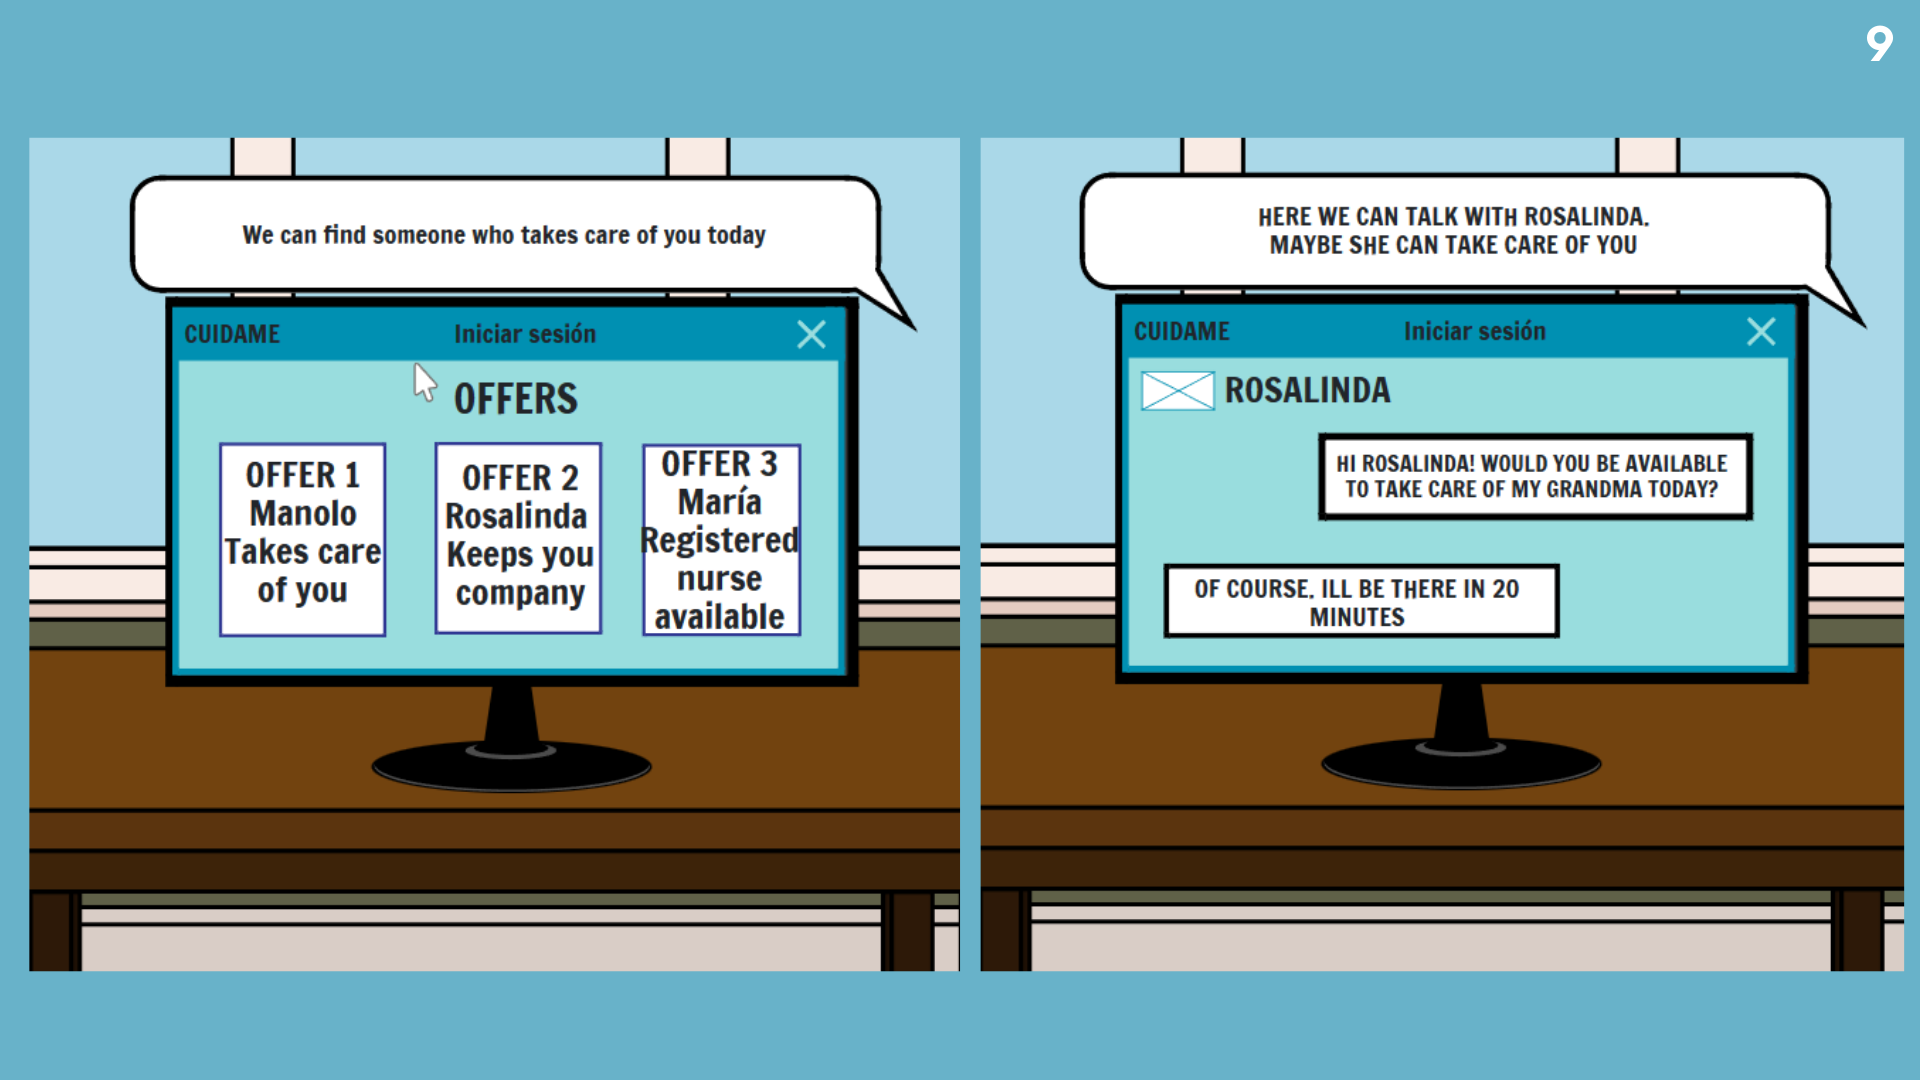 9
We can find someone who takes care of you today
CUIDAME
Iniciar sesión
OFFERS
OFFER 1
Manolo
Takes care
of you
OFFER 2
Rosalinda
Keeps you
company
OFFER 3
María
Registered
nurse
available
HERE WE CAN TALK WITH ROSALINDA.
MAYBE SHE CAN TAKE CARE OF YOU
CUIDAME
Iniciar sesión
ROSALINDA
HI ROSALINDA! WOULD YOU BE AVAILABLE
TO TAKE CARE OF MY GRANDMA TODAY?
OF COURSE. ILL BE THERE IN 20
MINUTES